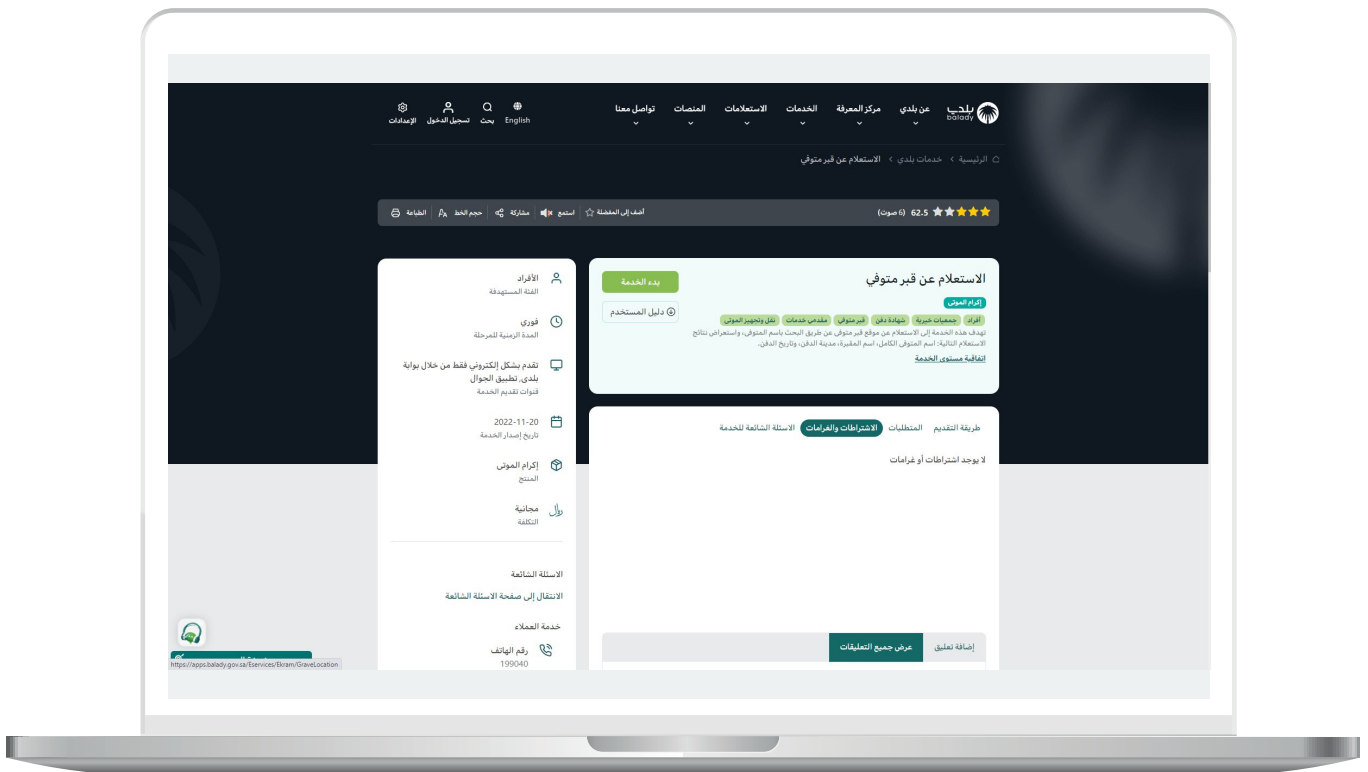 بلدي
balady
عن بلدي
مركز المعرفة
الخدمات
الاستعلامات
المنصات
تواصل معنا
English
بحث
تسجيل الدخول
الإعدادات
الرئيسية > خدمات بلدي > الاستعلام عن قبر متوفي
62.5 (6 صوت)
أضف إلى المفضلة
استمع
مشاركة
حجم الخط
الطباعة
الاستعلام عن قبر متوفي
بدء الخدمة
دليل المستخدم
إكرام الموتى
أفراد
جمعيات خيرية
شهادة دفن
قبر متوفي
مقدمي خدمات
نقل وتجهيز الموتى
تهدف هذه الخدمة إلى الاستعلام عن موقع قبر متوفى عن طريق البحث باسم المتوفى، واستعراض نتائج
الاستعلام التالية: اسم المتوفى الكامل، اسم المقبرة، مدينة الدفن، وتاريخ الدفن.
اتفاقية مستوى الخدمة
طريقة التقديم
المتطلبات
الاشتراطات والغرامات
الاسئلة الشائعة للخدمة
لا يوجد اشتراطات أو غرامات
إضافة تعليق
عرض جميع التعليقات
الأفراد
الفئة المستهدفة
فوري
المدة الزمنية للمرحلة
تقدم بشكل إلكتروني فقط من خلال بوابة
بلدي, تطبيق الجوال
قنوات تقديم الخدمة
2022-11-20
تاريخ إصدار الخدمة
إكرام الموتى
المنتج
مجانية
التكلفة
الاسئلة الشائعة
الانتقال إلى صفحة الاسئلة الشائعة
خدمة العملاء
رقم الهاتف
199040
https://apps.balady.gov.sa/Eservices/Ekram/GraveLocation